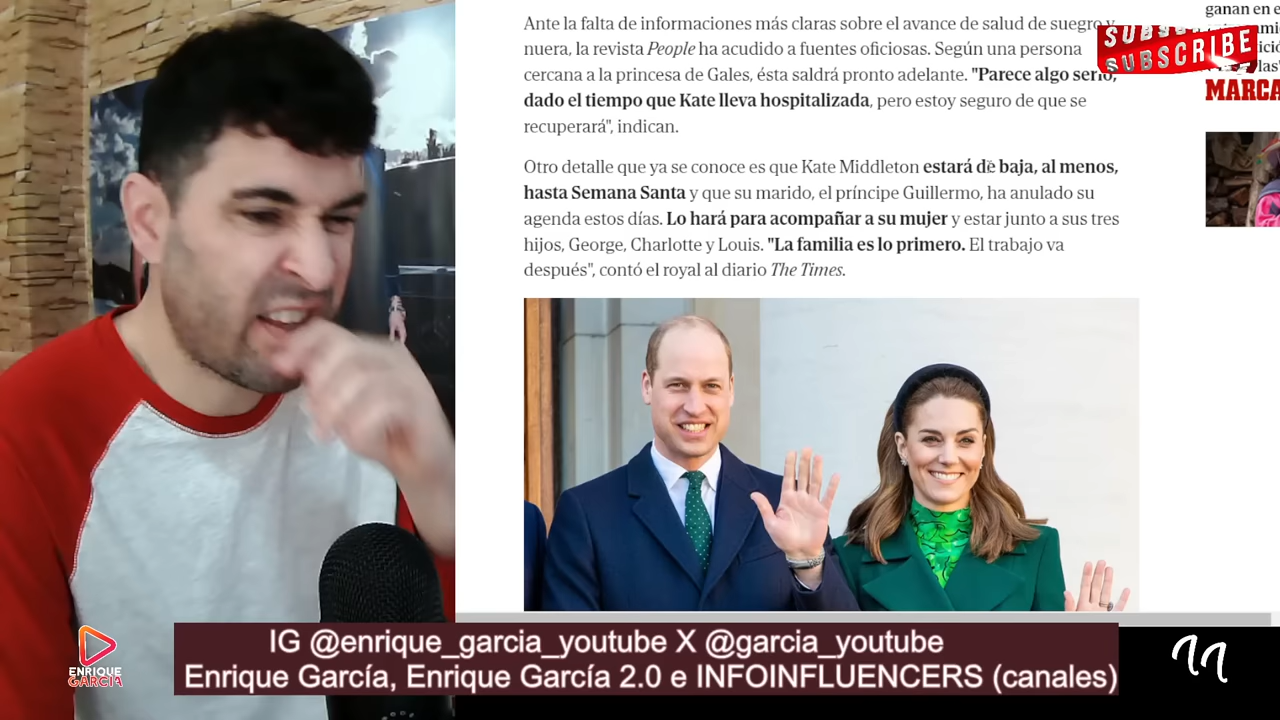 Ante la falta de informaciones más claras sobre el avance de salud de suegro y
nuera, la revista People ha acudido a fuentes oficiosas. Según una persona
cercana a la princesa de Gales, ésta saldrá pronto adelante. "Parece algo serio,
dado el tiempo que Kate lleva hospitalizada, pero estoy seguro de que se
recuperará", indican.
Otro detalle que ya se conoce es que Kate Middleton estará de baja, al menos,
hasta Semana Santa y que su marido, el príncipe Guillermo, ha anulado su
agenda estos días. Lo hará para acompañar a su mujer y estar junto a sus tres
hijos, George, Charlotte y Louis. "La familia es lo primero. El trabajo va
después", contó el royal al diario The Times.
ganan en e
SUBSCRIBE
MARCA
IG @enrique_garcia_youtube X @garcia_youtube
Enrique García, Enrique García 2.0 e INFOINFLUENCERS (canales)
ENRIQUE
GARCÍA